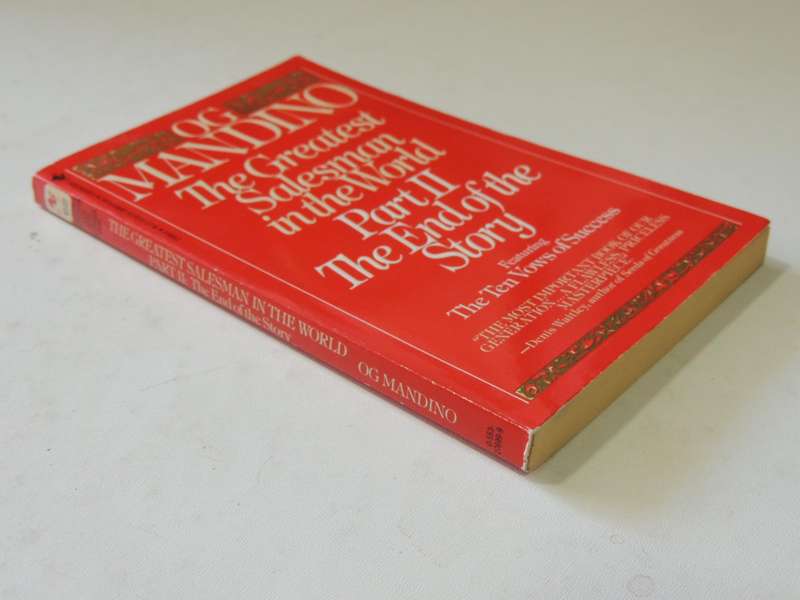 OG
MANDINO
The Greatest
Salesman
in the World
Part II
The End of the
Story
Featuring
The Ten Vows of Success
"THE MOST IMPORTANT BOOK OF OUR
GENERATION—A FLAWLESS, PRICELESS
MASTERPIECE."
—Denis Waitley, author of Seeds of Greatness
THE GREATEST SALESMAN IN THE WORLD OG MANDINO
PART II: The End of the Story